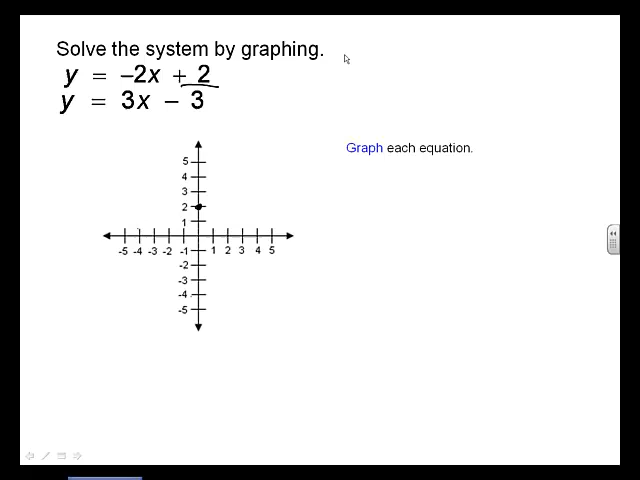 Solve the system by graphing.
y = –2x + 2
y = 3x – 3
Graph each equation.
5
4
3
2
1
-5 -4 -3 -2 -1 1 2 3 4 5
-2
-3
-4
-5